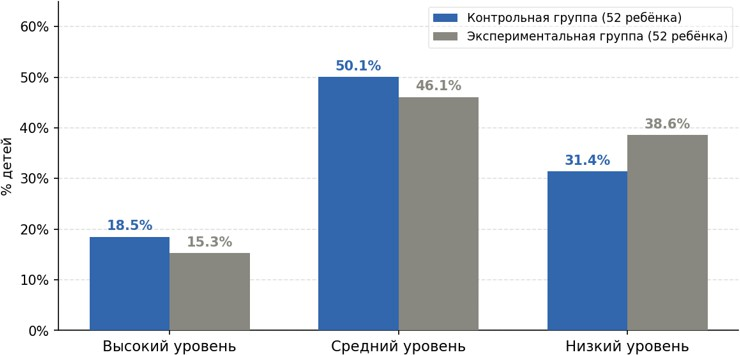 Контрольная группа (52 ребёнка)
Экспериментальная группа (52 ребёнка)
% детей
60%
50%
40%
30%
20%
10%
0%
18.5%
15.3%
50.1%
46.1%
31.4%
38.6%
Высокий уровень
Средний уровень
Низкий уровень